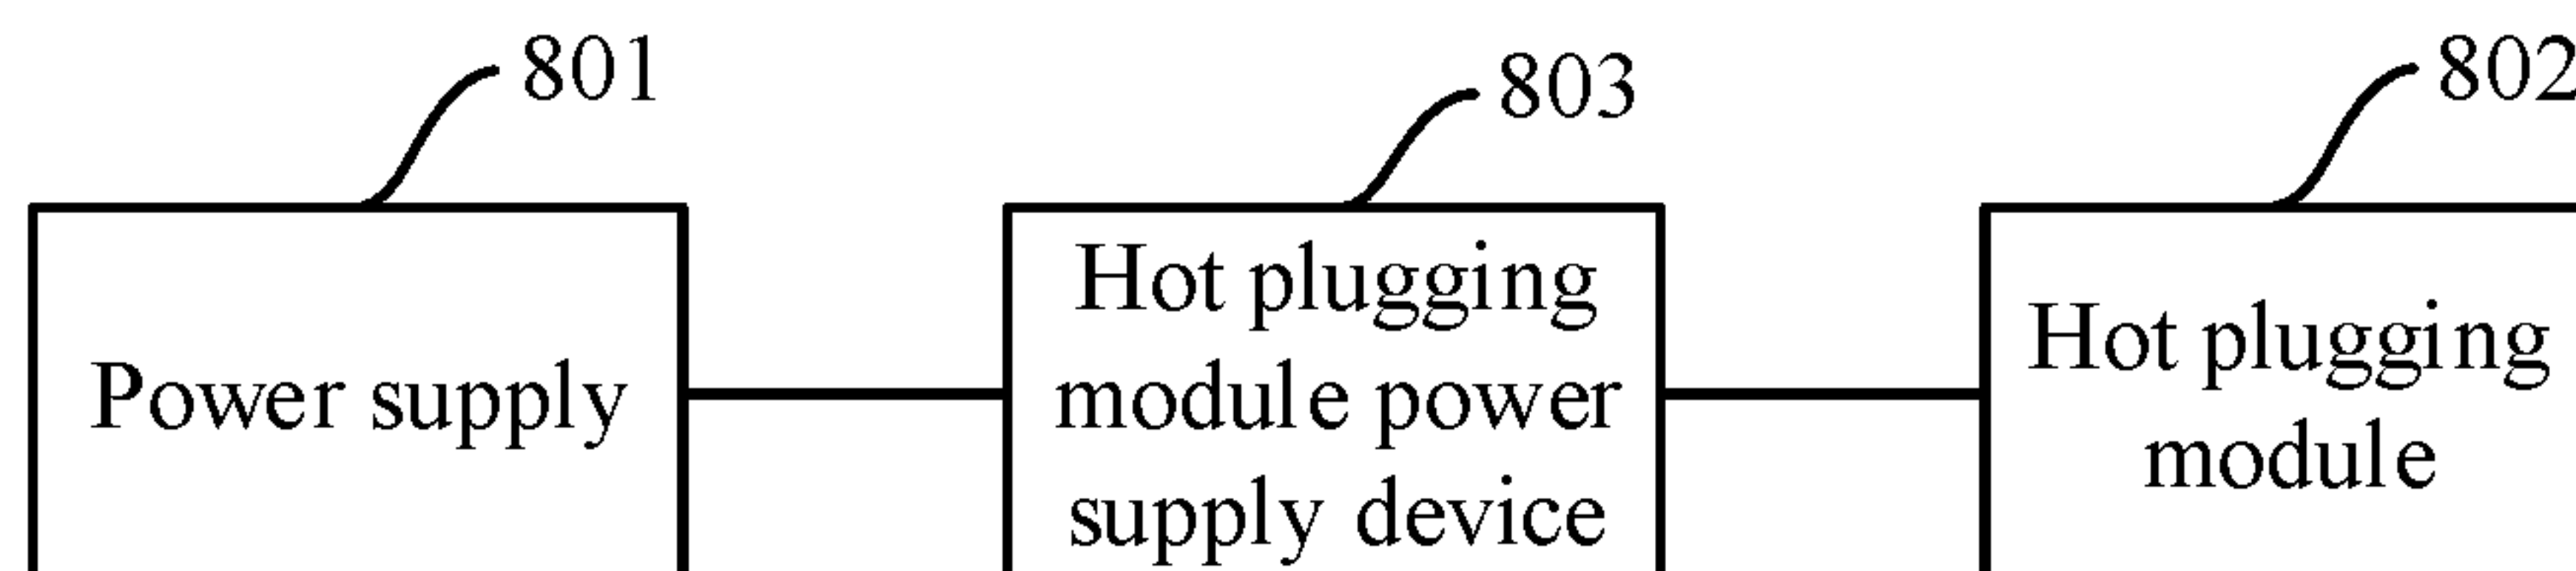 801
803
802
Power supply
Hot plugging
module power
supply device
Hot plugging
module